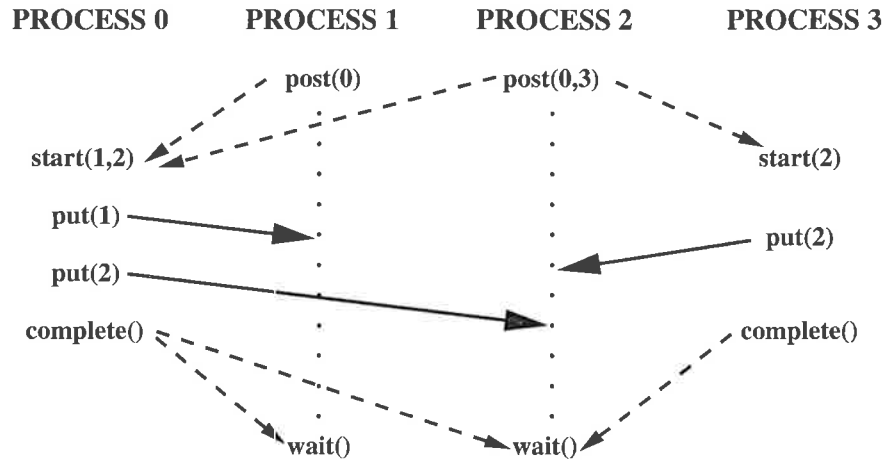 PROCESS 0 PROCESS 1 PROCESS 2 PROCESS 3
post(0) post(0,3)
start(1,2) start(2)
put(1)
put(2)
put(2)
complete() complete()
wait() wait()